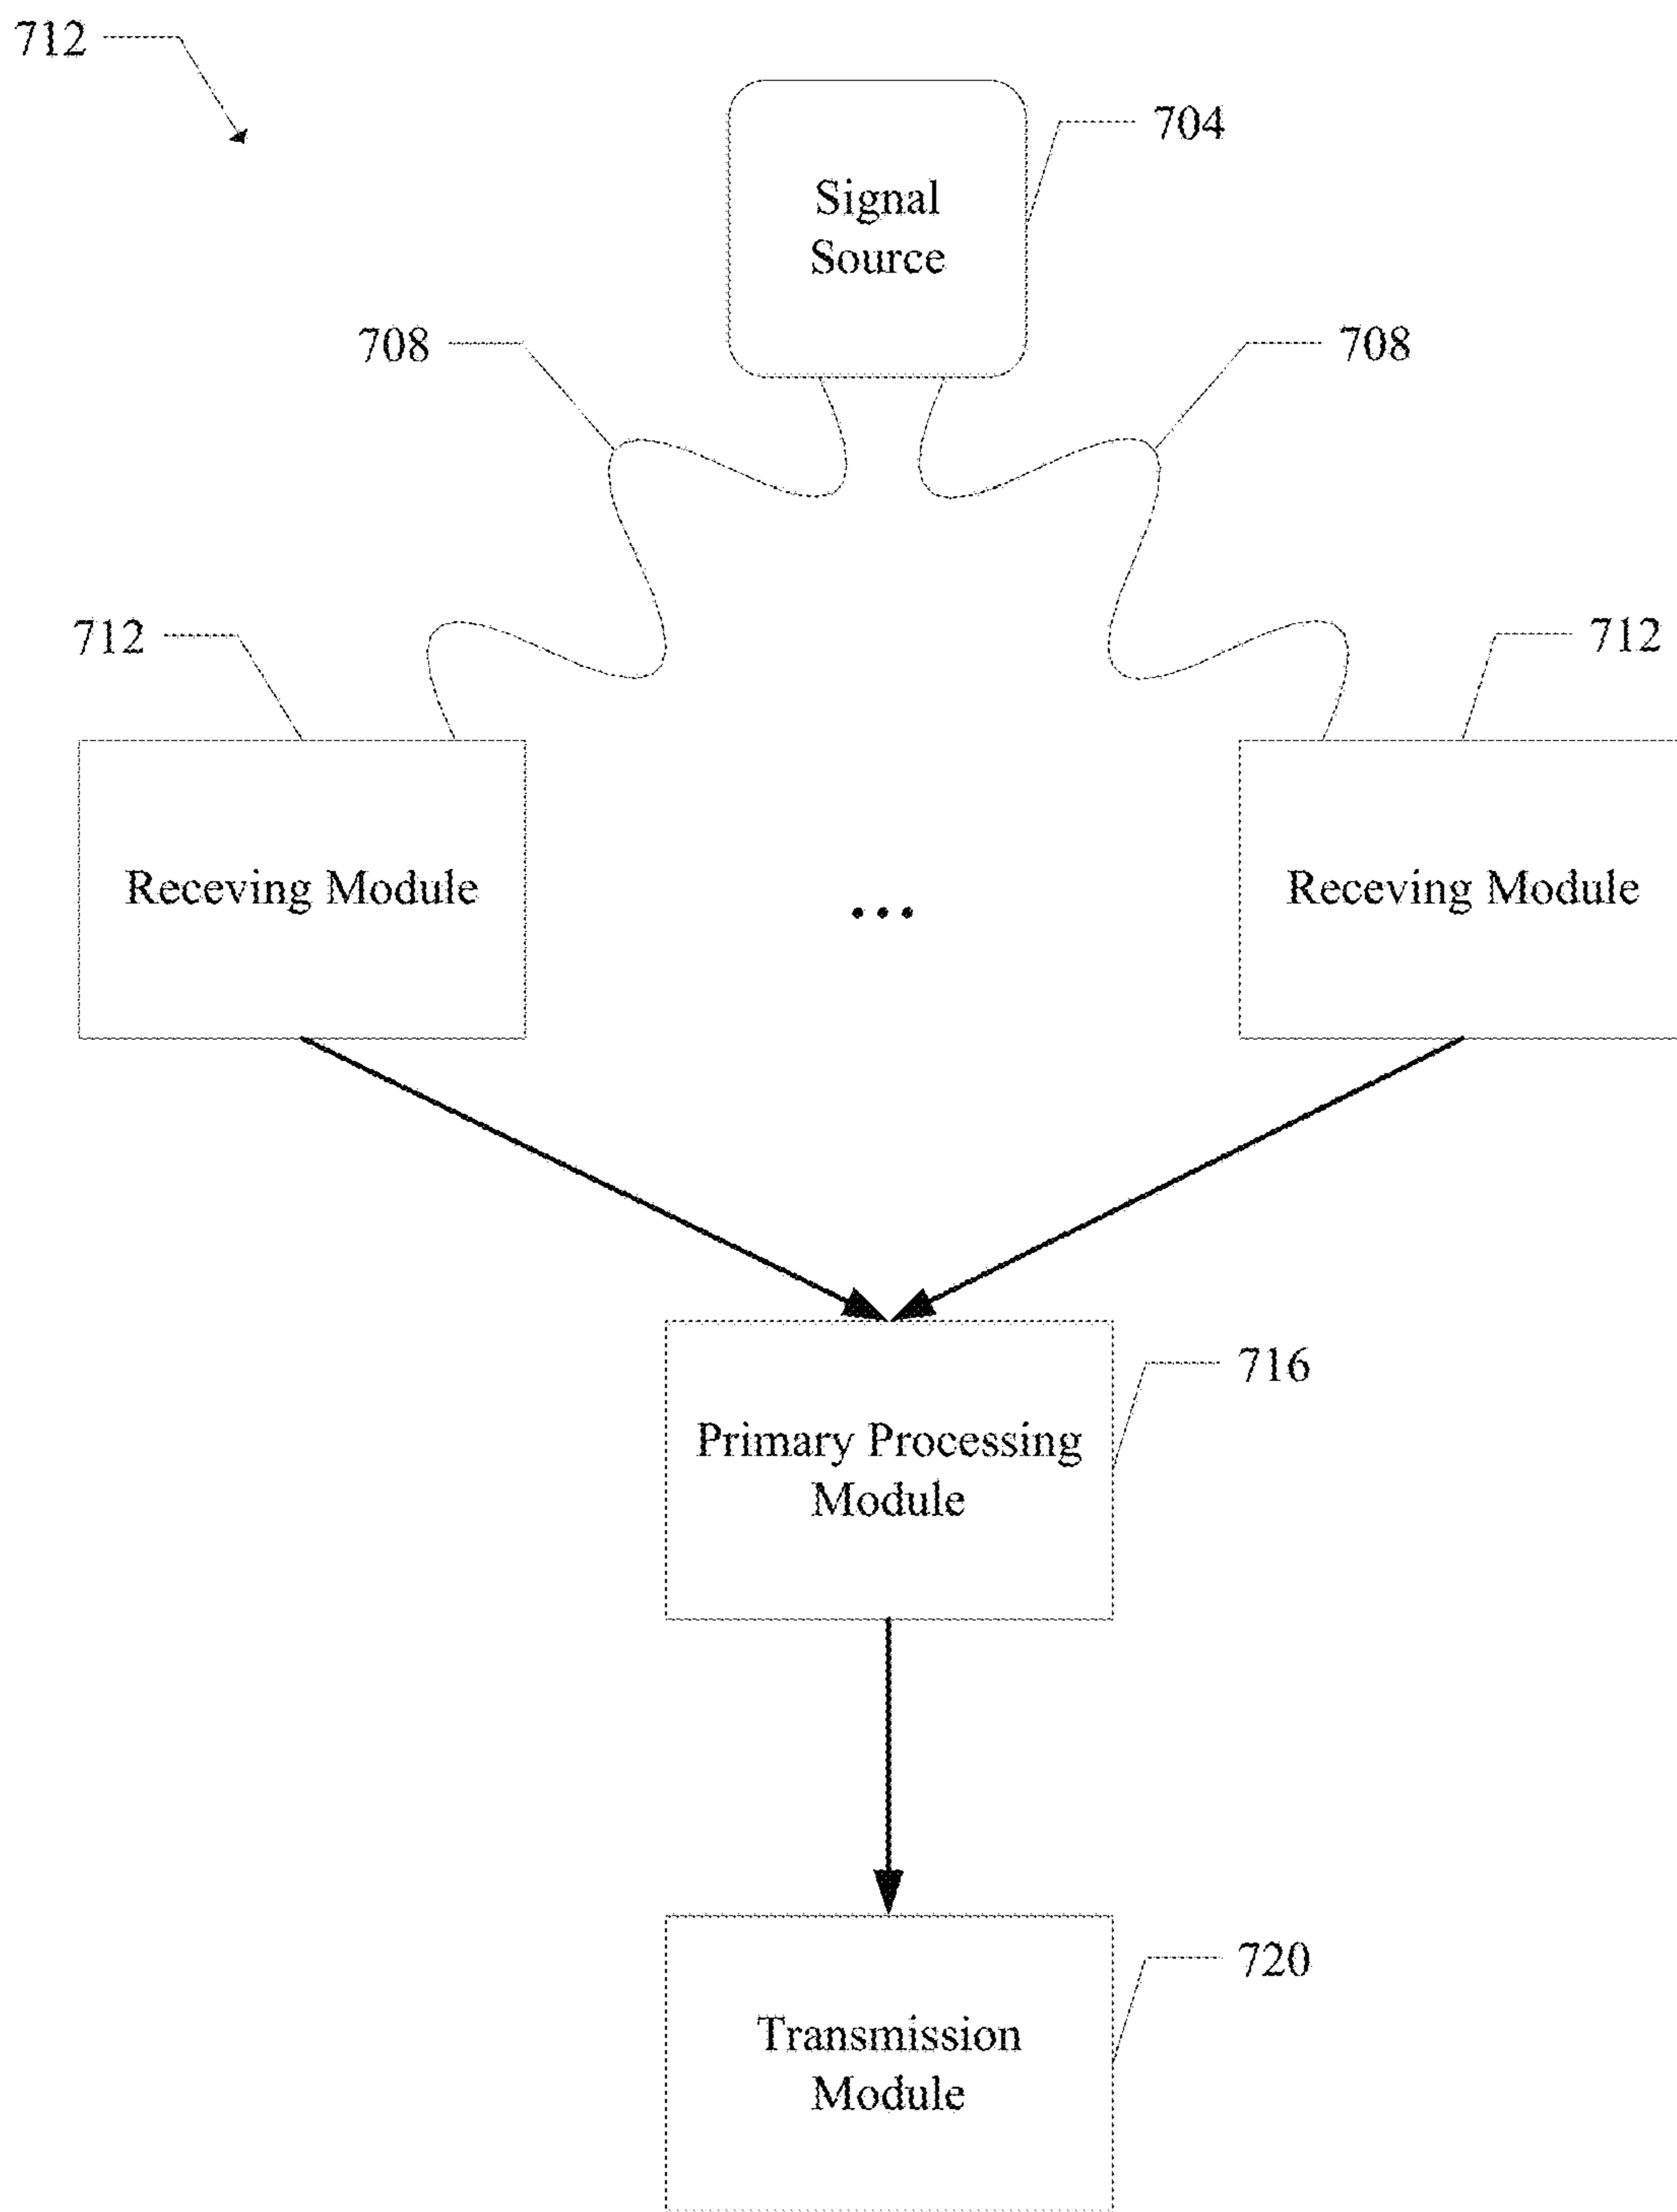 712
704
Signal
Source
708
708
712
712
Receving Module
...
Receving Module
716
Primary Processing
Module
720
Transmission
Module